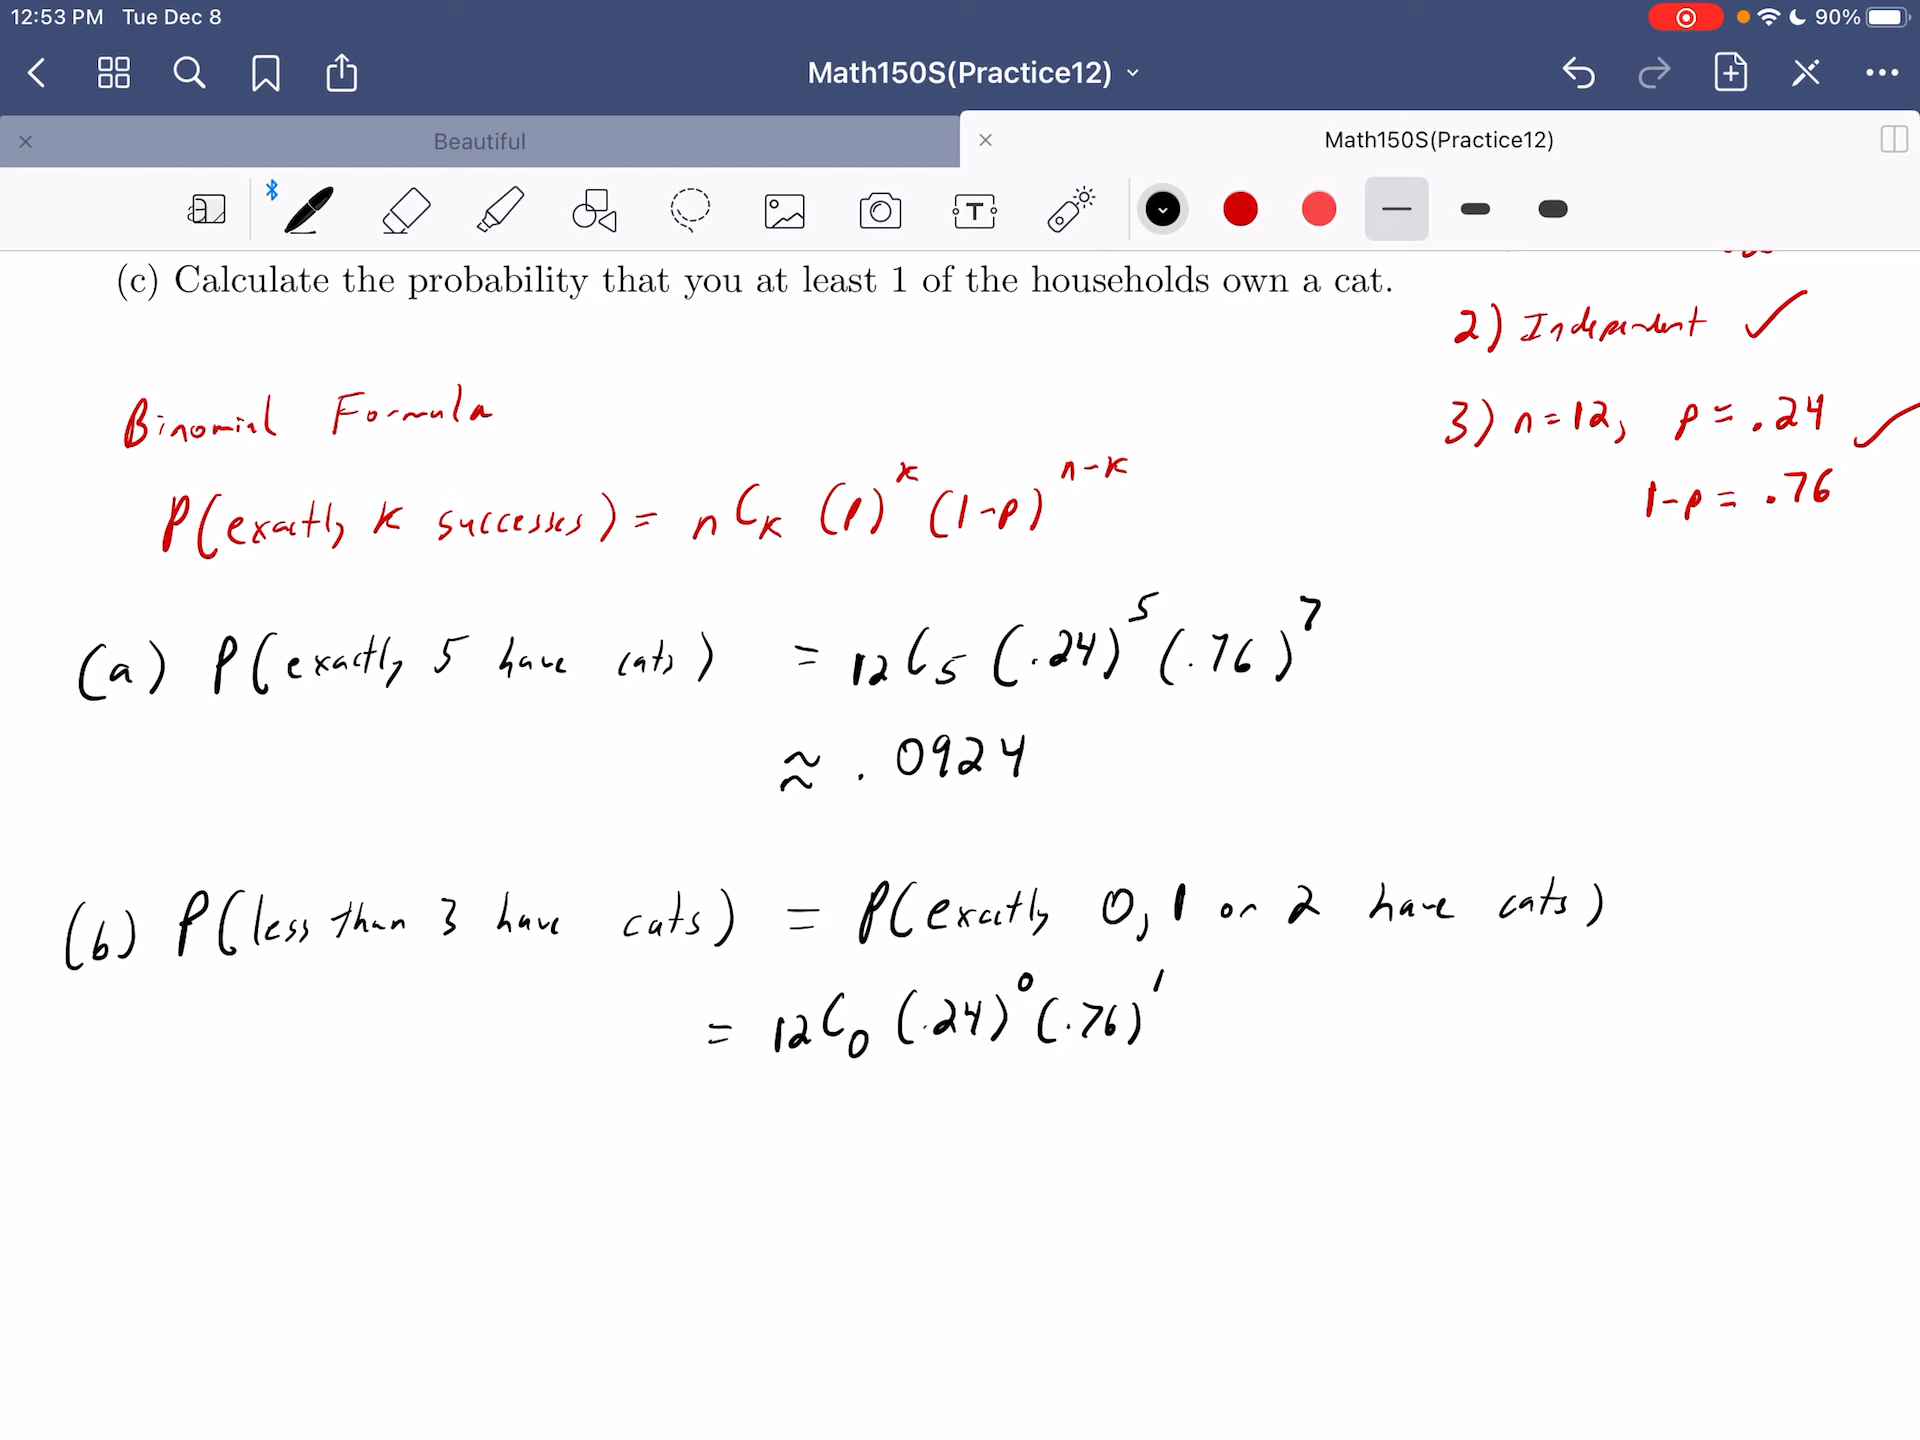 12:53 PM Tue Dec 8
90%
Math150S(Practice12)
Beautiful
Math150S(Practice12)
(c) Calculate the probability that you at least 1 of the households own a cat.
2) Independent ✓
Binomial Formula
3) n=12, p=.24 ✓
1-p = .76
P(exactly k successes) = nCk (p)^k (1-p)^n-k
(a) P(exactly 5 have cats) = 12C5 (.24)^5 (.76)^7
≈ .0924
(b) P(less than 3 have cats) = P(exactly 0, 1 or 2 have cats)
= 12C0 (.24)^0 (.76)^1